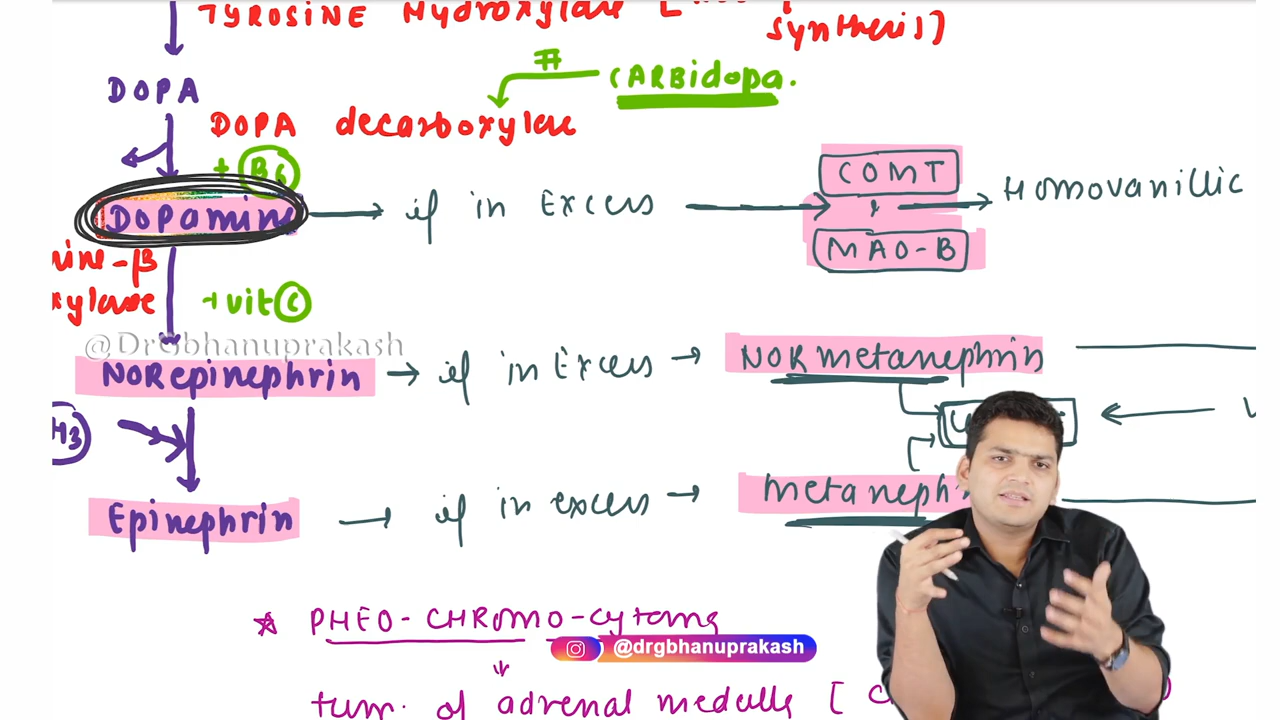 TYROSINE Hydroxylase [
synthesis]
DOPA
# CARBidopa.
DOPA decarboxylase
+ B6
Dopamine → if in Excess → COMT & MAO-B → Homovanillic
+ vit C
@DrGbhanuprakash
NORepinephrin → if in Excess → NORmetanephrin
Epinephrin → if in excess → metaneph
* PHEO-CHROMO-cytoma
@drgbhanuprakash
tum. of adrenal medulla [